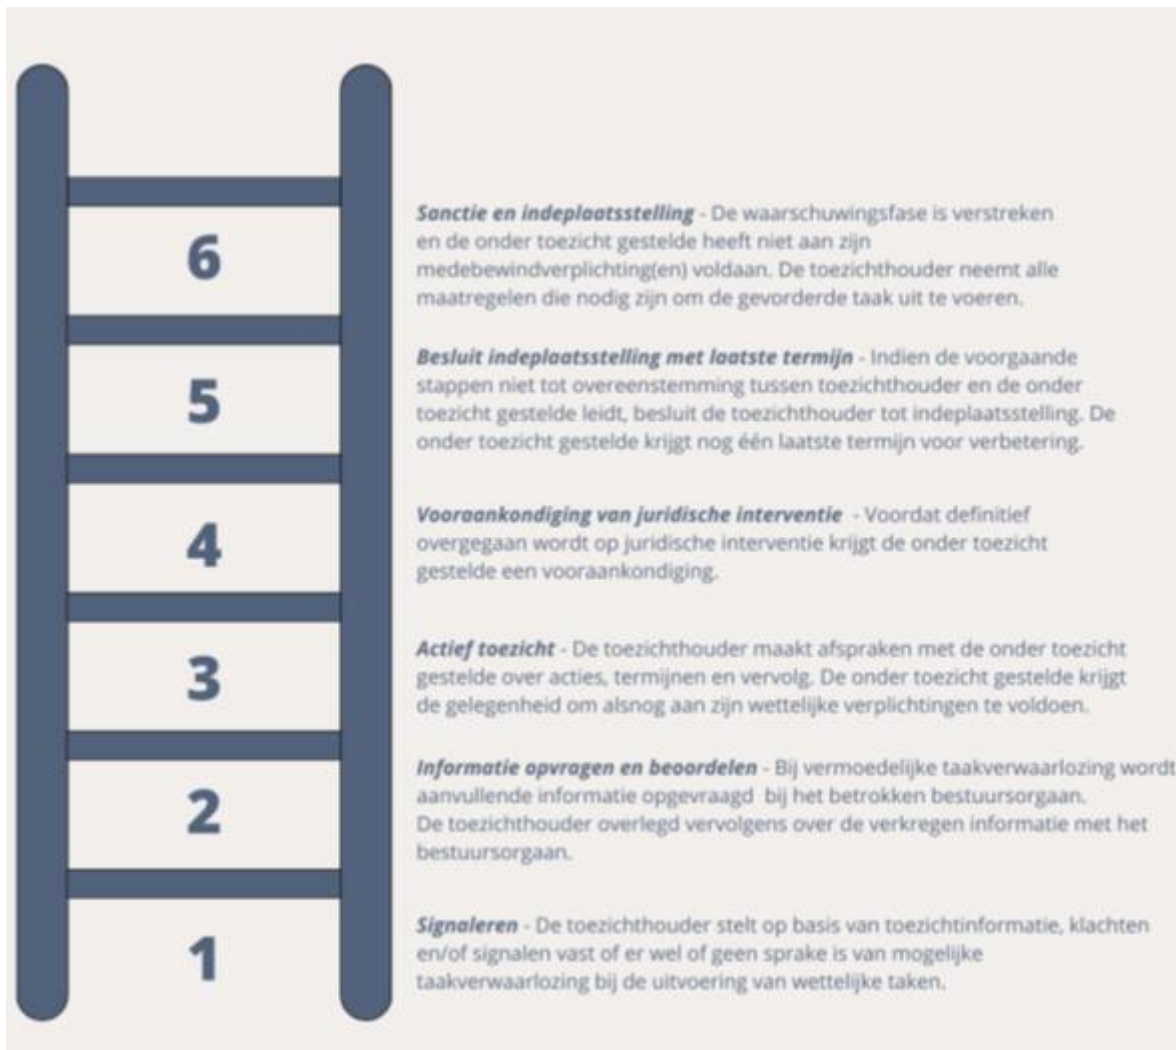 6
Sanctie en indeplaatsstelling - De waarschuwingsfase is verstreken
en de onder toezicht gestelde heeft niet aan zijn
medebewindverplichting(en) voldaan. De toezichthouder neemt alle
maatregelen die nodig zijn om de gevorderde taak uit te voeren.
5
Besluit indeplaatsstelling met laatste termijn - Indien de voorgaande
stappen niet tot overeenstemming tussen toezichthouder en de onder
toezicht gestelde leidt, besluit de toezichthouder tot indeplaatsstelling. De
onder toezicht gestelde krijgt nog één laatste termijn voor verbetering.
4
Vooraankondiging van juridische interventie - Voordat definitief
overgegaan wordt op juridische interventie krijgt de onder toezicht
gestelde een vooraankondiging.
3
Actief toezicht - De toezichthouder maakt afspraken met de onder toezicht
gestelde over acties, termijnen en vervolg. De onder toezicht gestelde krijgt
de gelegenheid om alsnog aan zijn wettelijke verplichtingen te voldoen.
2
Informatie opvragen en beoordelen - Bij vermoedelijke taakverwaarlozing wordt
aanvullende informatie opgevraagd bij het betrokken bestuursorgaan.
De toezichthouder overlegd vervolgens over de verkregen informatie met het
bestuursorgaan.
1
Signaleren - De toezichthouder stelt op basis van toezichtinformatie, klachten
en/of signalen vast of er wel of geen sprake is van mogelijke
taakverwaarlozing bij de uitvoering van wettelijke taken.